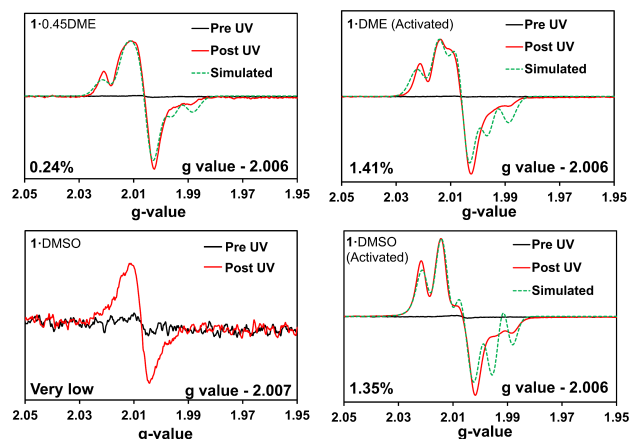 1·0.45DME
Pre UV
Post UV
Simulated
0.24%
g value - 2.006
2.05 2.03 2.01 1.99 1.97 1.95
g-value
1·DME (Activated)
Pre UV
Post UV
Simulated
1.41%
g value - 2.006
2.05 2.03 2.01 1.99 1.97 1.95
g-value
1·DMSO
Pre UV
Post UV
Very low
g value - 2.007
2.05 2.03 2.01 1.99 1.97 1.95
g-value
1·DMSO
(Activated)
Pre UV
Post UV
Simulated
1.35%
g value - 2.006
2.05 2.03 2.01 1.99 1.97 1.95
g-value